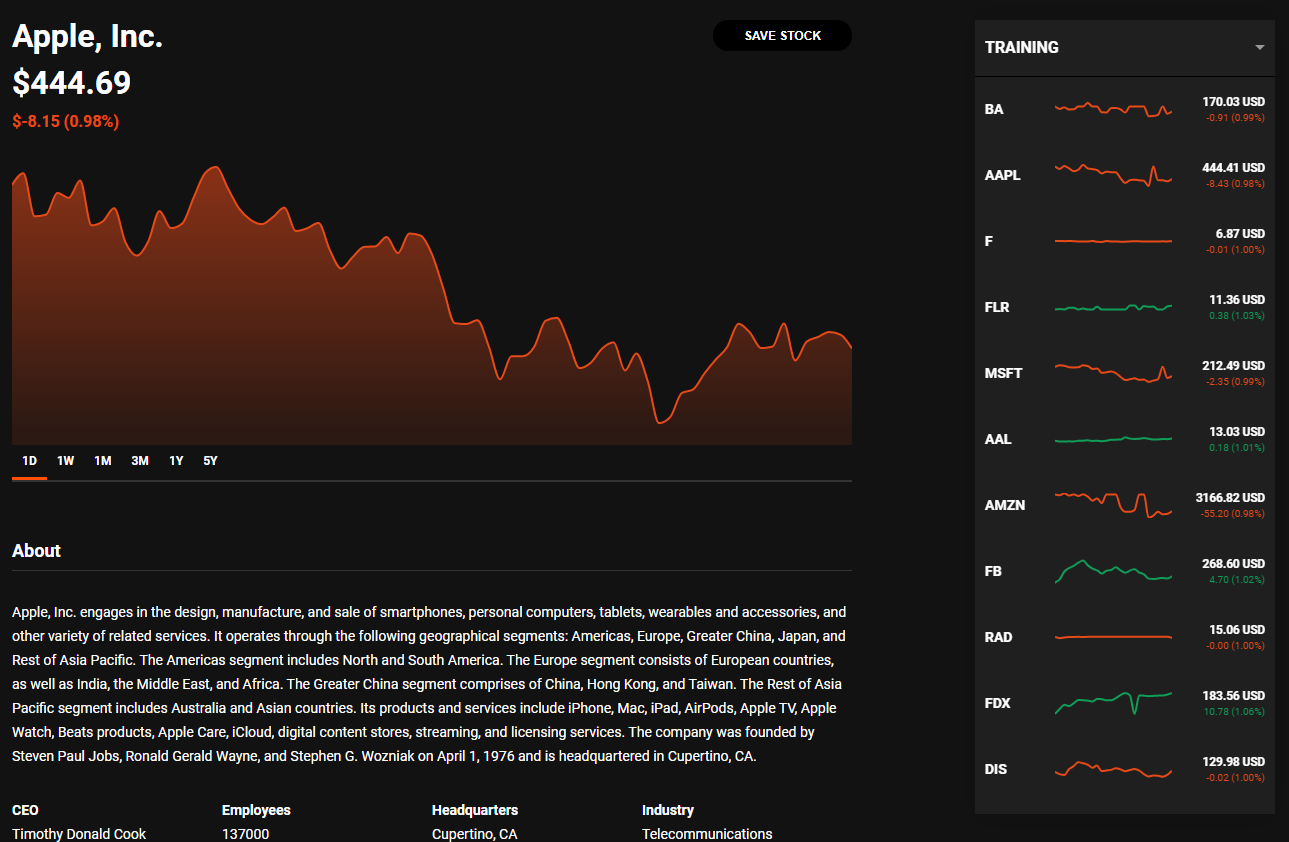 Apple, Inc.
SAVE STOCK
$444.69
$-8.15 (0.98%)
1D 1W 1M 3M 1Y 5Y
About
Apple, Inc. engages in the design, manufacture, and sale of smartphones, personal computers, tablets, wearables and accessories, and
other variety of related services. It operates through the following geographical segments: Americas, Europe, Greater China, Japan, and
Rest of Asia Pacific. The Americas segment includes North and South America. The Europe segment consists of European countries,
as well as India, the Middle East, and Africa. The Greater China segment comprises of China, Hong Kong, and Taiwan. The Rest of Asia
Pacific segment includes Australia and Asian countries. Its products and services include iPhone, Mac, iPad, AirPods, Apple TV, Apple
Watch, Beats products, Apple Care, iCloud, digital content stores, streaming, and licensing services. The company was founded by
Steven Paul Jobs, Ronald Gerald Wayne, and Stephen G. Wozniak on April 1, 1976 and is headquartered in Cupertino, CA.
CEO Employees Headquarters Industry
Timothy Donald Cook 137000 Cupertino, CA Telecommunications
TRAINING
BA 170.03 USD
-0.91 (0.99%)
AAPL 444.41 USD
-8.43 (0.98%)
F 6.87 USD
-0.01 (1.00%)
FLR 11.36 USD
0.38 (1.03%)
MSFT 212.49 USD
-2.35 (0.99%)
AAL 13.03 USD
0.18 (1.01%)
AMZN 3166.82 USD
-55.20 (0.98%)
FB 268.60 USD
4.70 (1.02%)
RAD 15.06 USD
-0.00 (1.00%)
FDX 183.56 USD
10.78 (1.06%)
DIS 129.98 USD
-0.02 (1.00%)